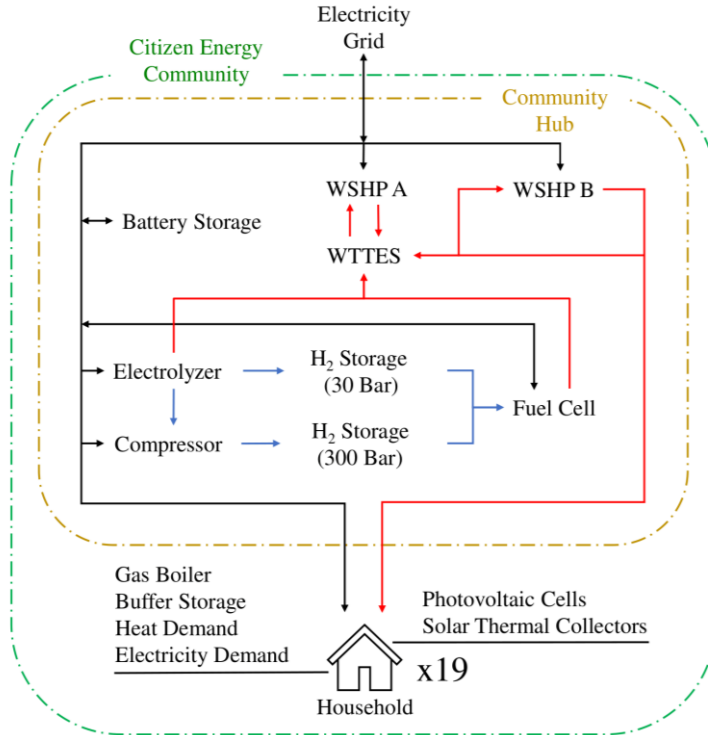 Electricity
Grid
Citizen Energy
Community
Community
Hub
WSHP A
WSHP B
Battery Storage
WTTES
Electrolyzer
H₂ Storage
(30 Bar)
Fuel Cell
Compressor
H₂ Storage
(300 Bar)
Gas Boiler
Buffer Storage
Heat Demand
Electricity Demand
Photovoltaic Cells
Solar Thermal Collectors
x19
Household